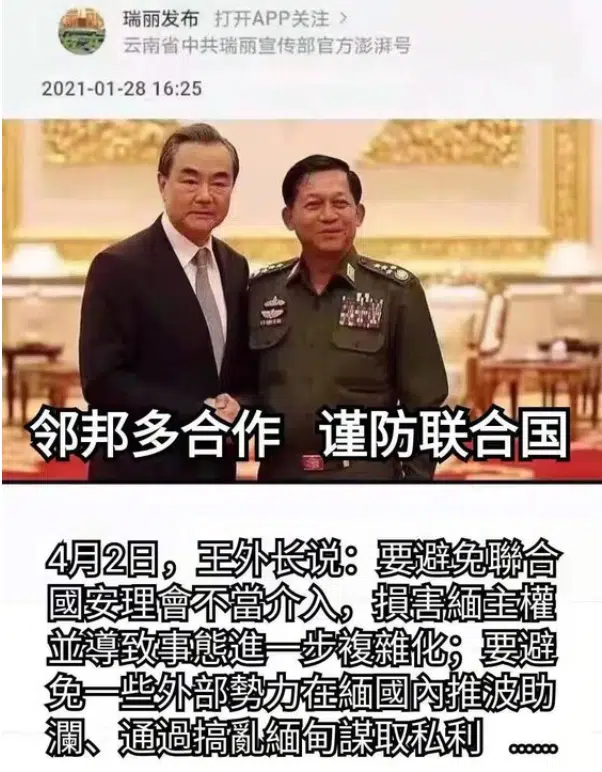 瑞丽发布 打开APP关注 >
云南省中共瑞丽宣传部官方澎湃号
2021-01-28 16:25
邻邦多合作 谨防联合国
4月2日，王外长说：要避免聯合
國安理會不當介入，損害緬主權
並導致事態進一步複雜化；要避
免一些外部勢力在緬國內推波助
瀾、通過搞亂緬甸謀取私利 ……